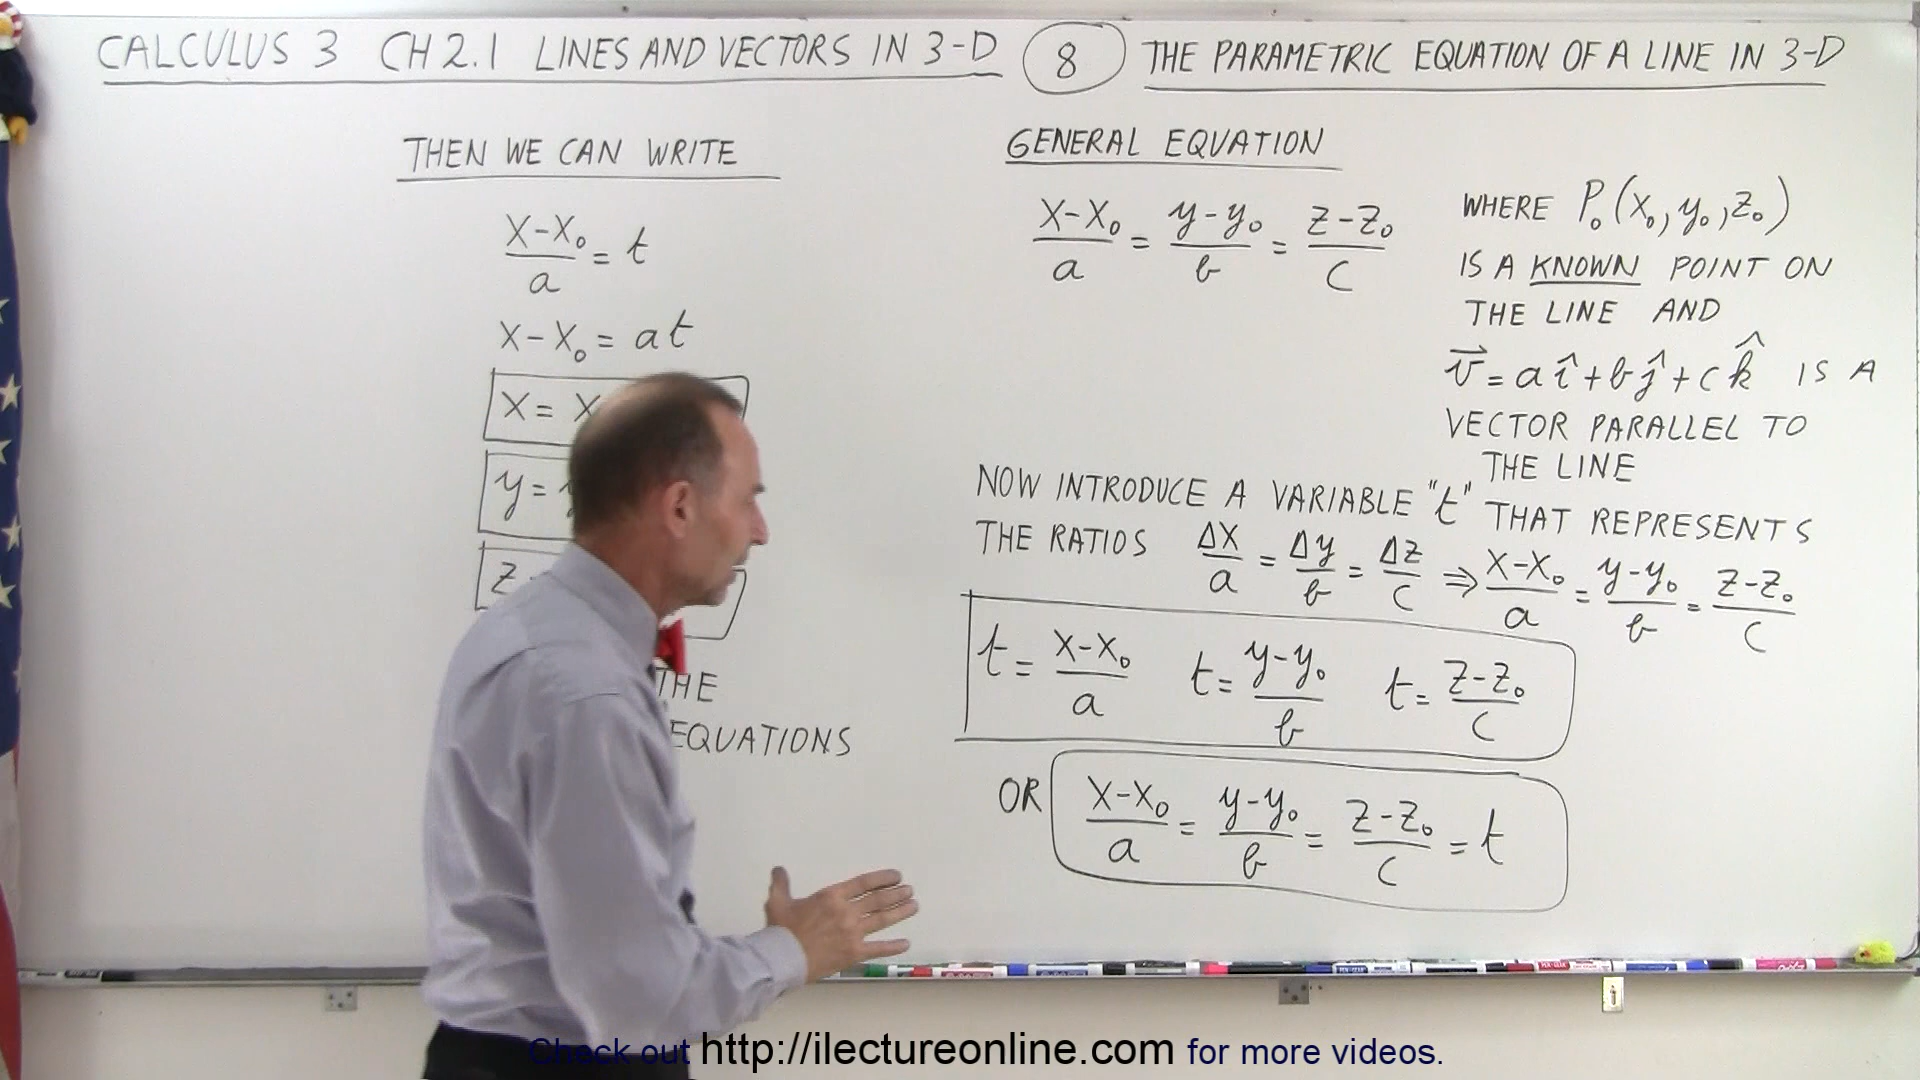 CALCULUS 3 CH 2.1 LINES AND VECTORS IN 3-D 8 THE PARAMETRIC EQUATION OF A LINE IN 3-D
THEN WE CAN WRITE
(x-x₀)/a = t
x-x₀ = at
x = x
y =
z
THE
EQUATIONS
GENERAL EQUATION
(x-x₀)/a = (y-y₀)/b = (z-z₀)/c
WHERE P₀(x₀, y₀, z₀)
IS A KNOWN POINT ON
THE LINE AND
v⃗ = a î + b ĵ + c k̂ IS A
VECTOR PARALLEL TO
THE LINE
NOW INTRODUCE A VARIABLE "t" THAT REPRESENTS
THE RATIOS Δx/a = Δy/b = Δz/c ⇒ (x-x₀)/a = (y-y₀)/b = (z-z₀)/c
t = (x-x₀)/a t = (y-y₀)/b t = (z-z₀)/c
OR (x-x₀)/a = (y-y₀)/b = (z-z₀)/c = t
Check out http://ilectureonline.com for more videos.